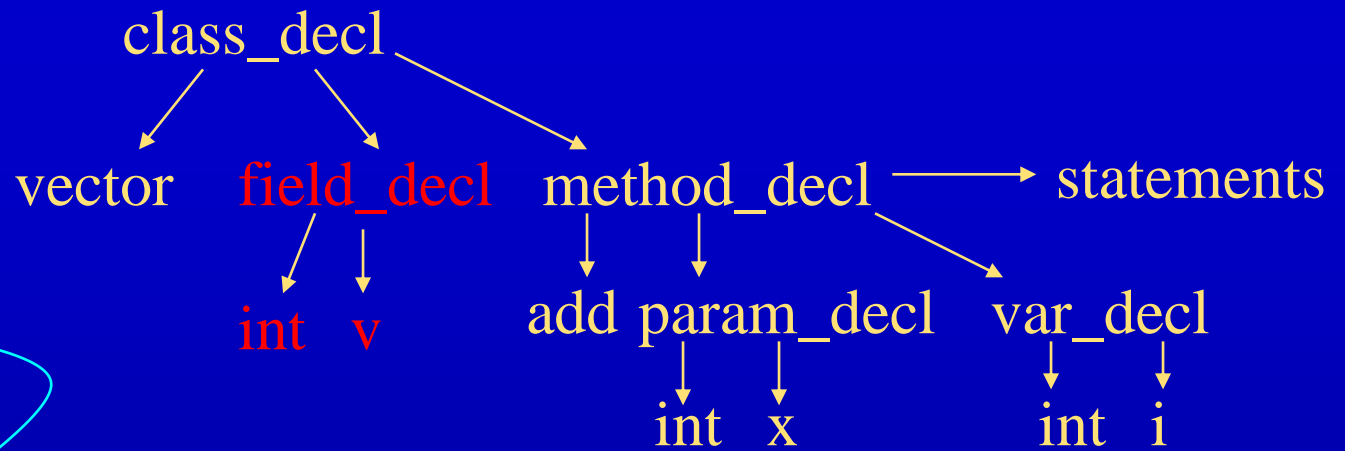 class_decl
vector field_decl method_decl statements
int v add param_decl var_decl
int x int i